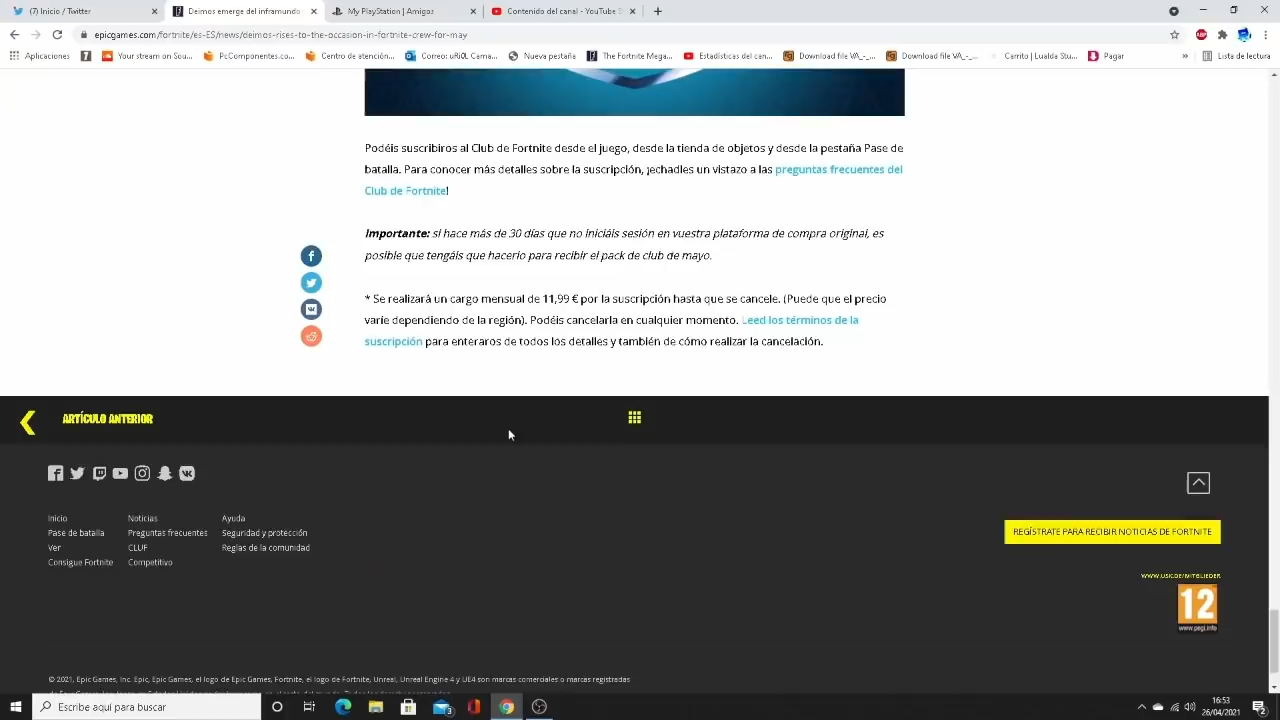 (7) Inicio / Twitter
Deimos emerge del inframundo
My PlayStation | Amigos
Contenido del canal - YouTube
epicgames.com/fortnite/es-ES/news/deimos-rises-to-the-occasion-in-fortnite-crew-for-may
Aplicaciones
Your stream on Sou...
PcComponentes.co...
Centro de atención...
Correo: uRi0L Cama...
Nueva pestaña
The Fortnite Mega...
Estadísticas del can...
Download file VA_-_...
Download file VA_-_...
Carrito | Lualda Stu...
Pagar
»
Lista de lectura
Podéis suscribiros al Club de Fortnite desde el juego, desde la tienda de objetos y desde la pestaña Pase de
batalla. Para conocer más detalles sobre la suscripción, ¡echadles un vistazo a las preguntas frecuentes del
Club de Fortnite!
Importante: si hace más de 30 días que no iniciáis sesión en vuestra plataforma de compra original, es
posible que tengáis que hacerlo para recibir el pack de club de mayo.
* Se realizará un cargo mensual de 11,99 € por la suscripción hasta que se cancele. (Puede que el precio
varíe dependiendo de la región). Podéis cancelarla en cualquier momento. Leed los términos de la
suscripción para enteraros de todos los detalles y también de cómo realizar la cancelación.
ARTÍCULO ANTERIOR
Inicio
Noticias
Ayuda
Pase de batalla
Preguntas frecuentes
Seguridad y protección
Ver
CLUF
Reglas de la comunidad
Consigue Fortnite
Competitivo
REGÍSTRATE PARA RECIBIR NOTICIAS DE FORTNITE
WWW.USK.DE/MITGLIEDER
12
www.pegi.info
© 2021, Epic Games, Inc. Epic, Epic Games, el logo de Epic Games, Fortnite, el logo de Fortnite, Unreal, Unreal Engine 4 y UE4 son marcas comerciales o marcas registradas
Escribe aquí para buscar
3
16:53
26/04/2021
2